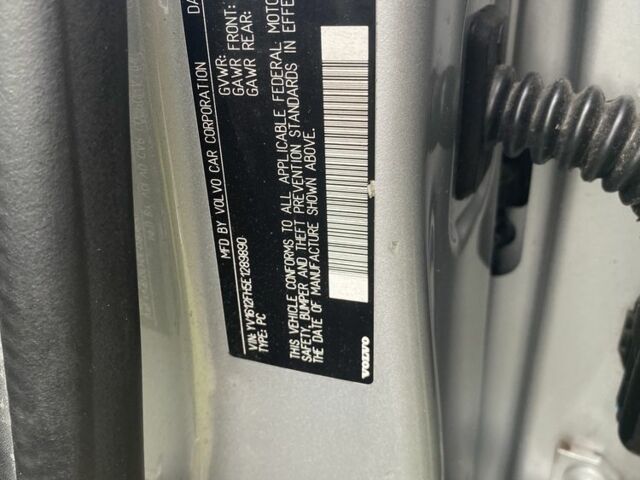 DA
MFD BY VOLVO CAR CORPORATION
GVWR:
GAWR FRONT:
GAWR REAR:
VIN: YV1612FH5E1289890
TYPE: PC
THIS VEHICLE CONFORMS TO ALL APPLICABLE FEDERAL MOTO
SAFETY, BUMPER AND THEFT PREVENTION STANDARDS IN EFFE
THE DATE OF MANUFACTURE SHOWN ABOVE.
VOLVO